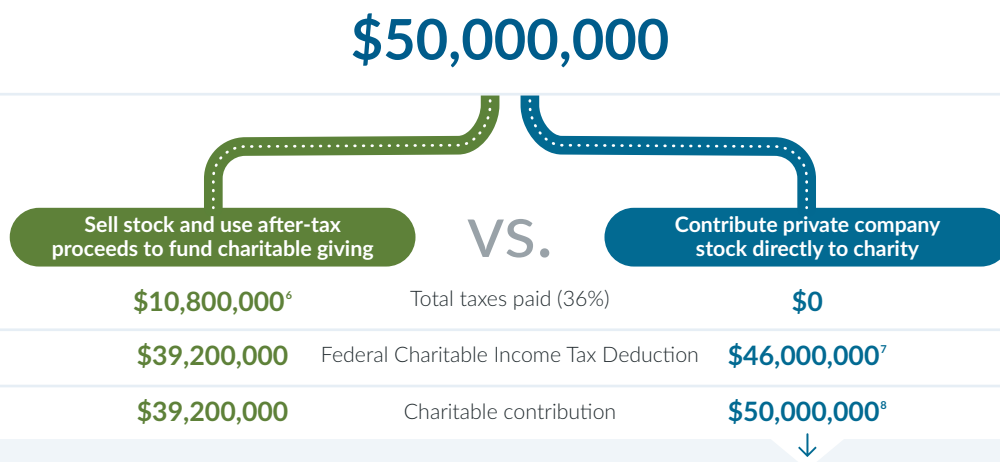 $50,000,000
Sell stock and use after-tax
proceeds to fund charitable giving
vs.
Contribute private company
stock directly to charity
$10,800,000⁶ Total taxes paid (36%) $0
$39,200,000 Federal Charitable Income Tax Deduction $46,000,000⁷
$39,200,000 Charitable contribution $50,000,000⁸